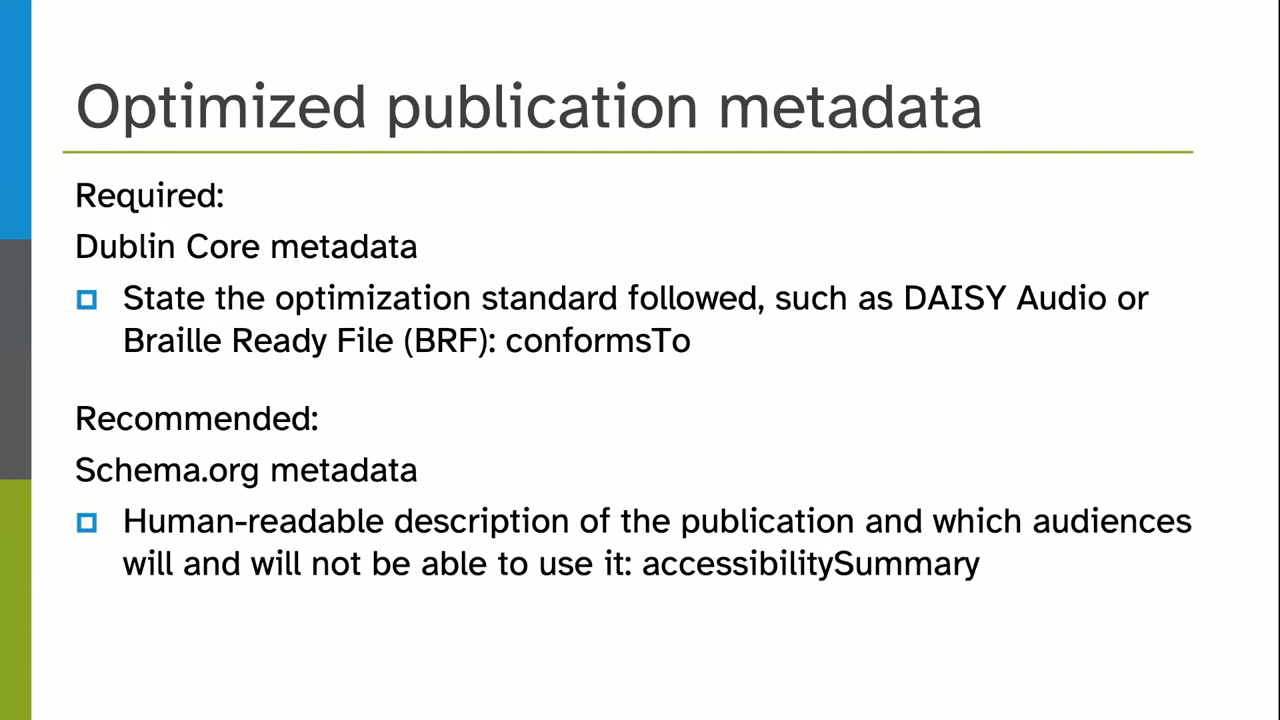 Optimized publication metadata
Required:
Dublin Core metadata
State the optimization standard followed, such as DAISY Audio or
Braille Ready File (BRF): conformsTo
Recommended:
Schema.org metadata
Human-readable description of the publication and which audiences
will and will not be able to use it: accessibilitySummary